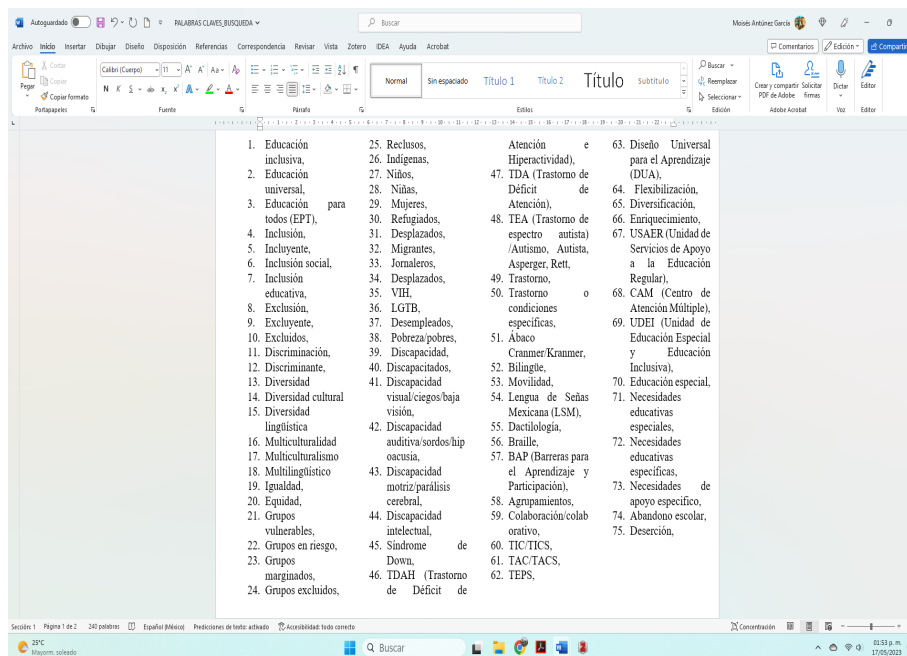 Autoguardado
PALABRAS CLAVES_BUSQUEDA
Buscar
Moisés Antúnez García
Archivo Inicio Insertar Dibujar Diseño Disposición Referencias Correspondencia Revisar Vista Zotero IDEA Ayuda Acrobat
Comentarios Edición Compartir
Pegar
Cortar
Copiar
Copiar formato
Portapapeles
Calibri (Cuerpo) 11
Fuente
Párrafo
Normal Sin espaciado Título 1 Título 2 Título Subtítulo
Estilos
Buscar
Reemplazar
Seleccionar
Edición
Crear y compartir PDF de Adobe
Solicitar firmas
Adobe Acrobat
Dictar
Voz
Editor
Editor
1. Educación
inclusiva,
2. Educación
universal,
3. Educación para
todos (EPT),
4. Inclusión,
5. Incluyente,
6. Inclusión social,
7. Inclusión
educativa,
8. Exclusión,
9. Excluyente,
10. Excluidos,
11. Discriminación,
12. Discriminante,
13. Diversidad
14. Diversidad cultural
15. Diversidad
lingüística
16. Multiculturalidad
17. Multiculturalismo
18. Multilingüístico
19. Igualdad,
20. Equidad,
21. Grupos
vulnerables,
22. Grupos en riesgo,
23. Grupos
marginados,
24. Grupos excluidos,
25. Reclusos,
26. Indígenas,
27. Niños,
28. Niñas,
29. Mujeres,
30. Refugiados,
31. Desplazados,
32. Migrantes,
33. Jornaleros,
34. Desplazados,
35. VIH,
36. LGTB,
37. Desempleados,
38. Pobreza/pobres,
39. Discapacidad,
40. Discapacitados,
41. Discapacidad
visual/ciegos/baja
visión,
42. Discapacidad
auditiva/sordos/hip
oacusia,
43. Discapacidad
motriz/parálisis
cerebral,
44. Discapacidad
intelectual,
45. Síndrome de
Down,
46. TDAH (Trastorno
de Déficit de
Atención e
Hiperactividad),
47. TDA (Trastorno de
Déficit de
Atención),
48. TEA (Trastorno de
espectro autista)
/Autismo, Autista,
Asperger, Rett,
49. Trastorno,
50. Trastorno o
condiciones
específicas,
51. Ábaco
Cranmer/Kranmer,
52. Bilingüe,
53. Movilidad,
54. Lengua de Señas
Mexicana (LSM),
55. Dactilología,
56. Braille,
57. BAP (Barreras para
el Aprendizaje y
Participación),
58. Agrupamientos,
59. Colaboración/colab
orativo,
60. TIC/TICS,
61. TAC/TACS,
62. TEPS,
63. Diseño Universal
para el Aprendizaje
(DUA),
64. Flexibilización,
65. Diversificación,
66. Enriquecimiento,
67. USAER (Unidad de
Servicios de Apoyo
a la Educación
Regular),
68. CAM (Centro de
Atención Múltiple),
69. UDEI (Unidad de
Educación Especial
y Educación
Inclusiva),
70. Educación especial,
71. Necesidades
educativas
especiales,
72. Necesidades
educativas
específicas,
73. Necesidades de
apoyo especifico,
74. Abandono escolar,
75. Deserción,
Sección: 1 Página 1 de 2 240 palabras Español (México) Predicciones de texto: activado Accesibilidad: todo correcto
Concentración
25°C
Mayorm. soleado
Buscar
01:53 p. m.
17/05/2023